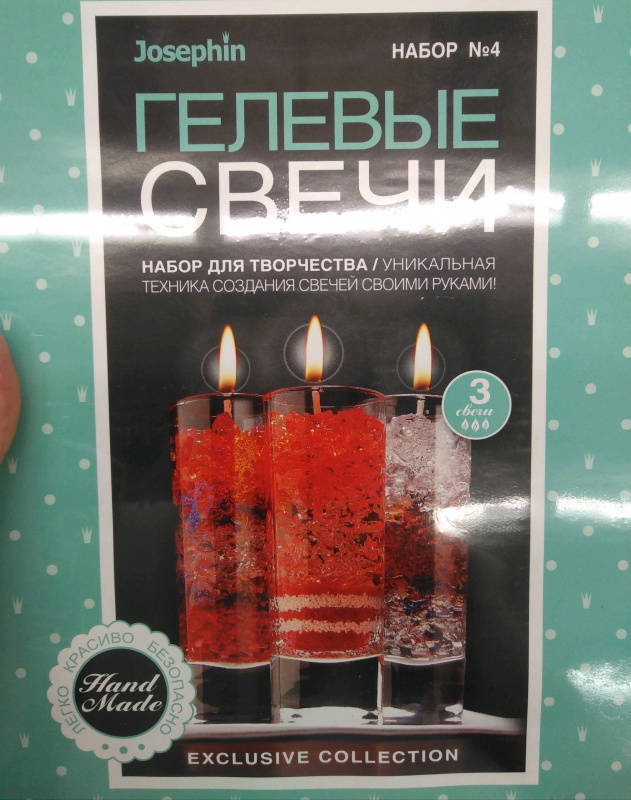 Josephin
НАБОР №4
ГЕЛЕВЫЕ
СВЕЧИ
НАБОР ДЛЯ ТВОРЧЕСТВА / УНИКАЛЬНАЯ
ТЕХНИКА СОЗДАНИЯ СВЕЧЕЙ СВОИМИ РУКАМИ!
3
свечи
ЛЕГКО КРАСИВО БЕЗОПАСНО
Hand
Made
EXCLUSIVE COLLECTION